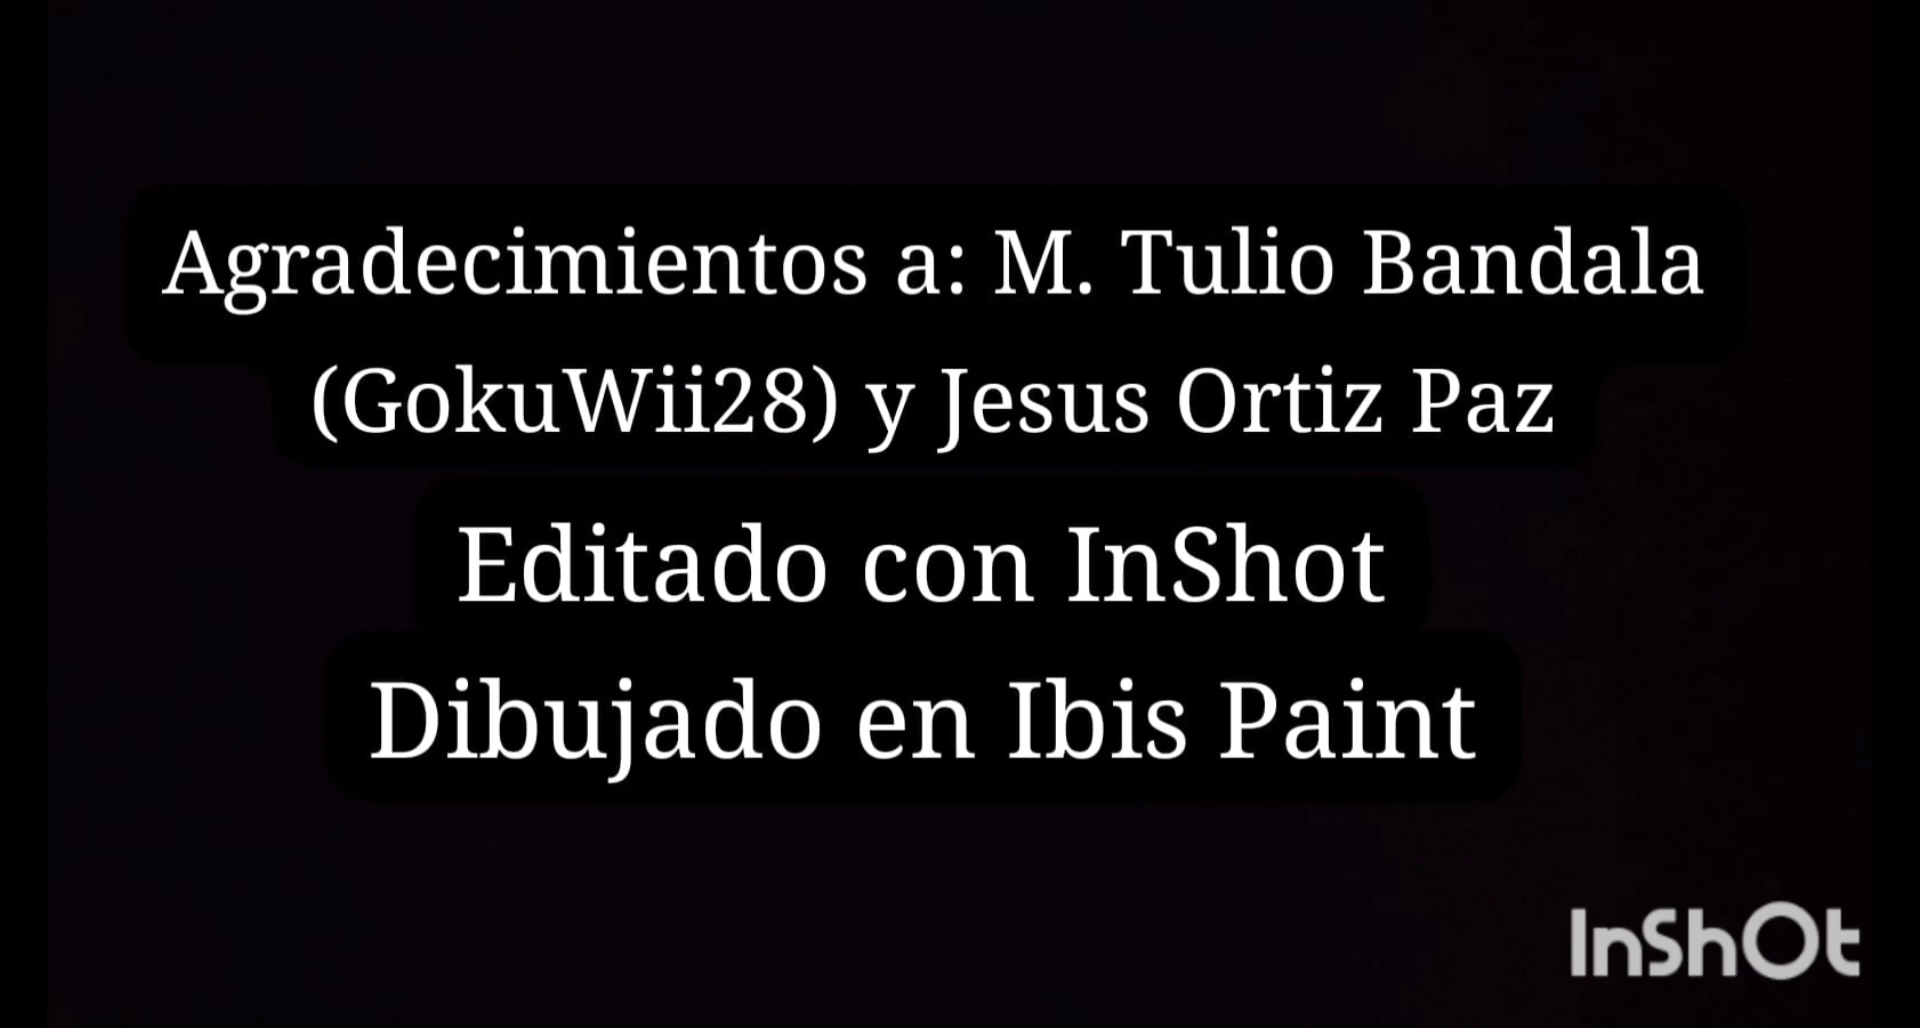 Agradecimientos a: M. Tulio Bandala
(GokuWii28) y Jesus Ortiz Paz
Editado con InShot
Dibujado en Ibis Paint
InShOt